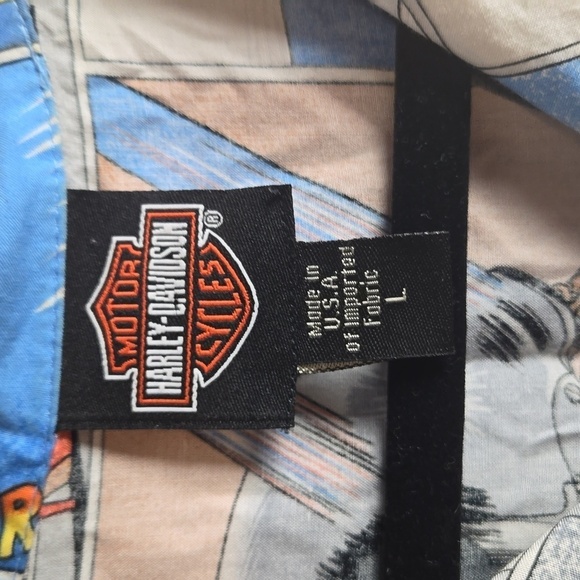 MOTOR
HARLEY-DAVIDSON
CYCLES
®
Made in
U.S.A.
of Imported
Fabric
L
R